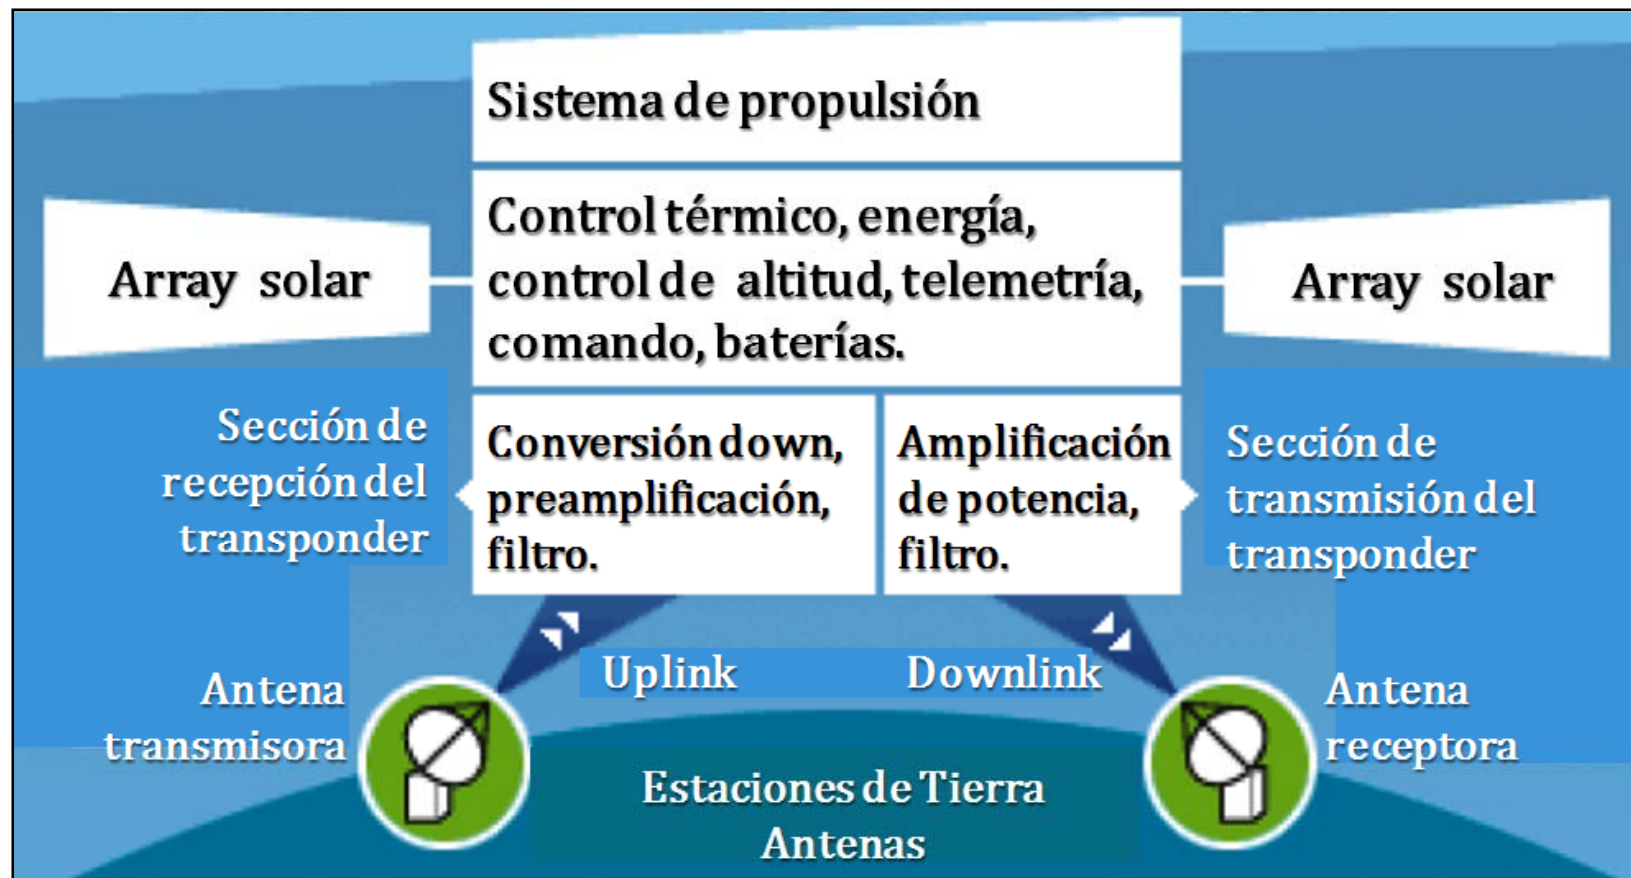 Sistema de propulsión
Control térmico, energía,
control de altitud, telemetría,
comando, baterías.
Array solar
Array solar
Sección de
recepción del
transponder
Conversión down,
preamplificación,
filtro.
Amplificación
de potencia,
filtro.
Sección de
transmisión del
transponder
Uplink
Downlink
Antena
transmisora
Antena
receptora
Estaciones de Tierra
Antenas